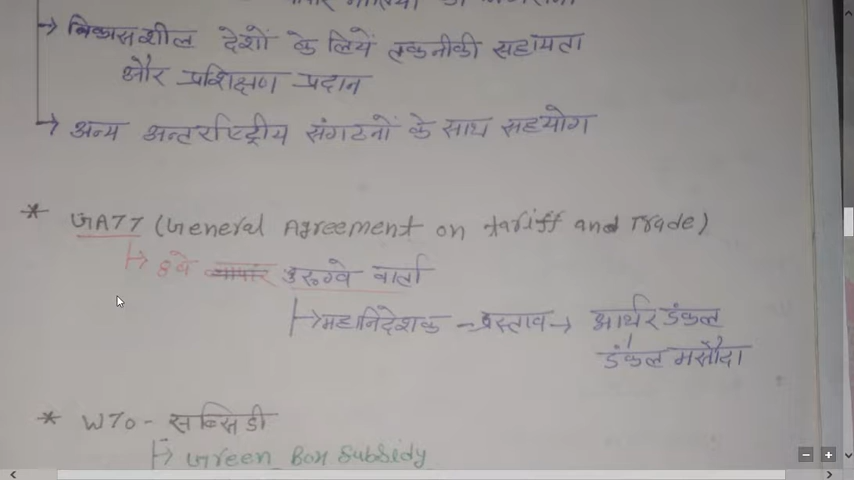 → विकासशील देशों के लियें तकनीकी सहायता
और प्रशिक्षण प्रदान
→ अन्य अन्तर्राष्ट्रीय संगठनों के साथ सहयोग
* GATT (General Agreement on tariff and Trade)
→ 8वे उरुग्वे वार्ता
→ महानिदेशक - प्रस्ताव → आर्थर डंकल
डंकल मसौदा
* WTO - सब्सिडी
→ Green Box Subsidy